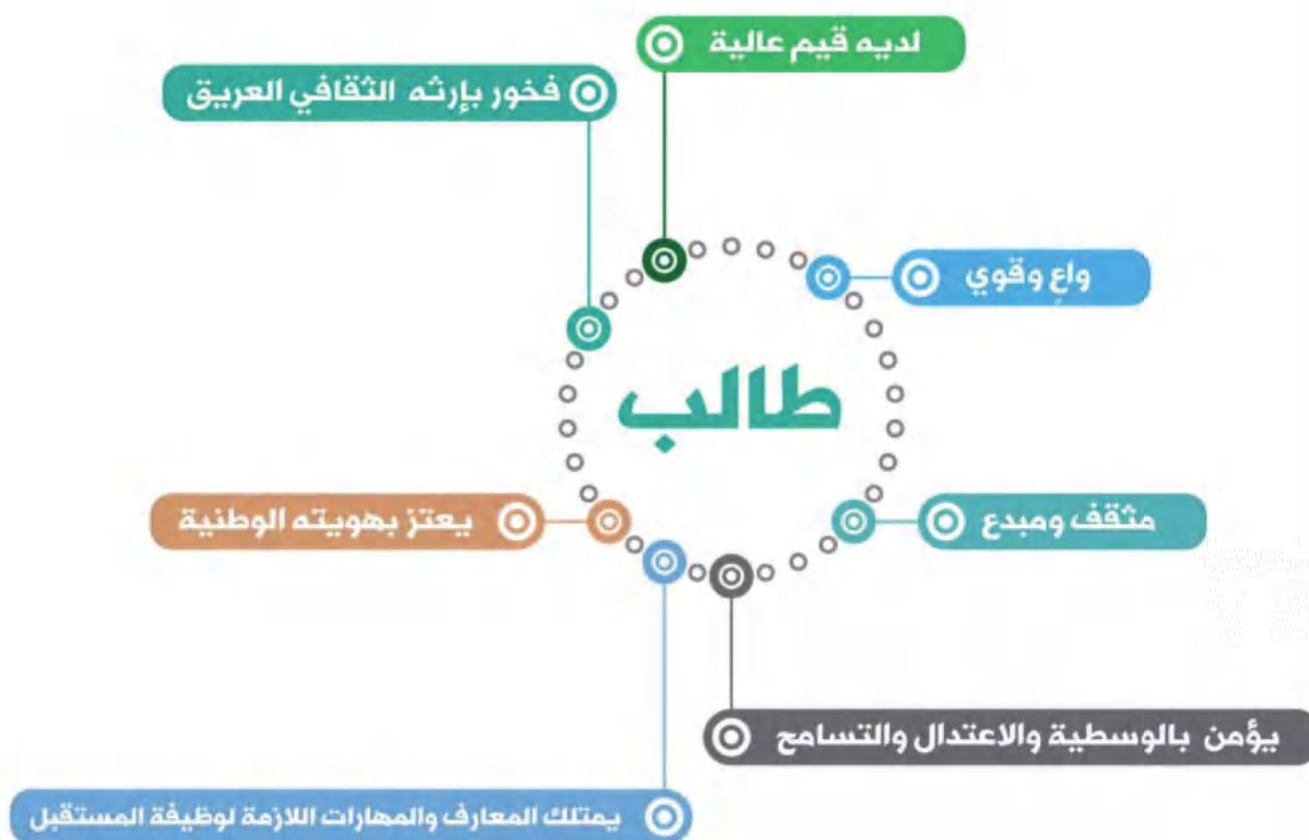 لديه قيم عالية
فخور بإرثه الثقافي العريق
واعٍ وقوي
طالب
مثقف ومبدع
يعتز بهويته الوطنية
يؤمن بالوسطية والاعتدال والتسامح
يمتلك المعارف والمهارات اللازمة لوظيفة المستقبل